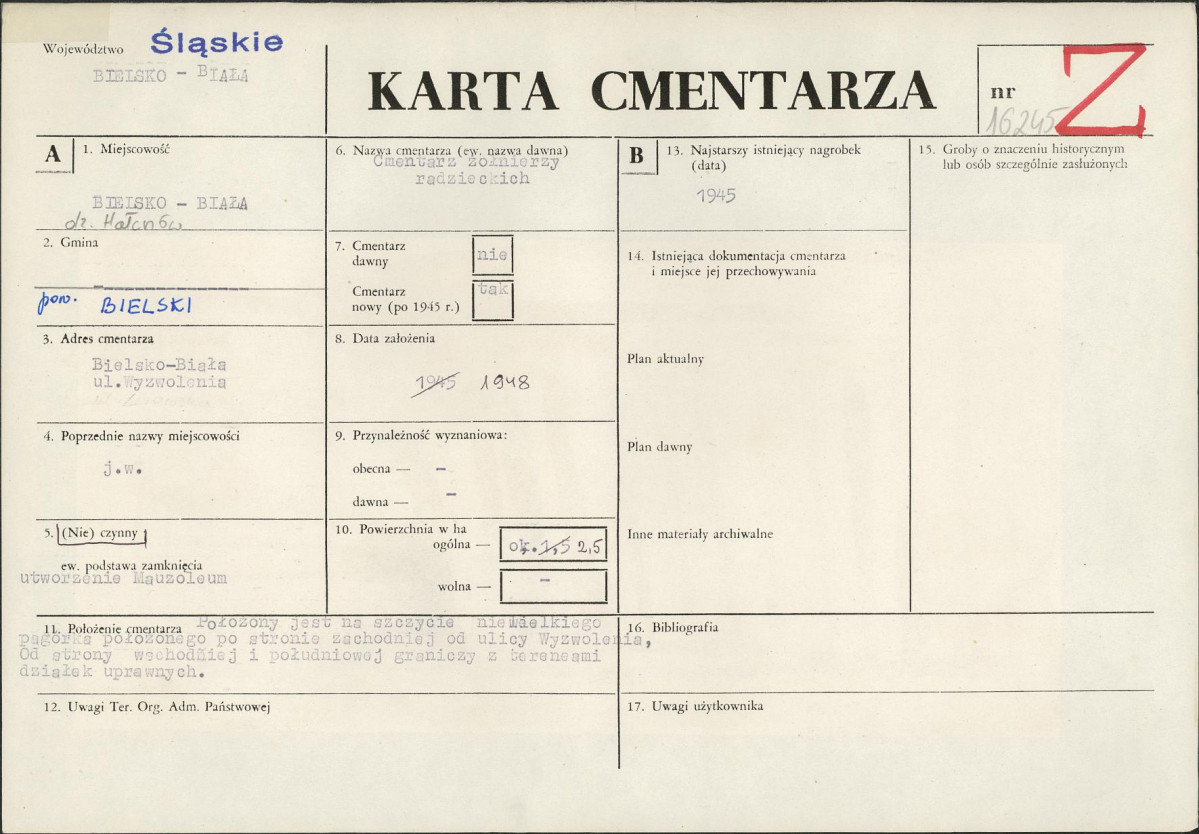 Województwo Śląskie
BIELSKO - BIAŁA
KARTA CMENTARZA
nr
16245
Z
A
1. Miejscowość
BIELSKO - BIAŁA
dz. Hałcnów
2. Gmina
-
pow. BIELSKI
3. Adres cmentarza
Bielsko-Biała
ul.Wyzwolenia
4. Poprzednie nazwy miejscowości
j.w.
5. (Nie) czynny
ew. podstawa zamknięcia
utworzenie Mauzoleum
6. Nazwa cmentarza (ew. nazwa dawna)
Cmentarz żołnierzy
radzieckich
7. Cmentarz
dawny
nie
Cmentarz
nowy (po 1945 r.)
tak
8. Data założenia
1945 1948
9. Przynależność wyznaniowa:
obecna — -
dawna — -
10. Powierzchnia w ha
ogólna — ok. 1,5 2,5
wolna — -
11. Położenie cmentarza Położony jest na szczycie niewielkiego
pagórka położonego po stronie zachodniej od ulicy Wyzwolenia,
Od strony wschodniej i południowej graniczy z tereneami
działek uprawnych.
12. Uwagi Ter. Org. Adm. Państwowej
B
13. Najstarszy istniejący nagrobek
(data)
1945
14. Istniejąca dokumentacja cmentarza
i miejsce jej przechowywania
Plan aktualny
Plan dawny
Inne materiały archiwalne
15. Groby o znaczeniu historycznym
lub osób szczególnie zasłużonych
16. Bibliografia
17. Uwagi użytkownika